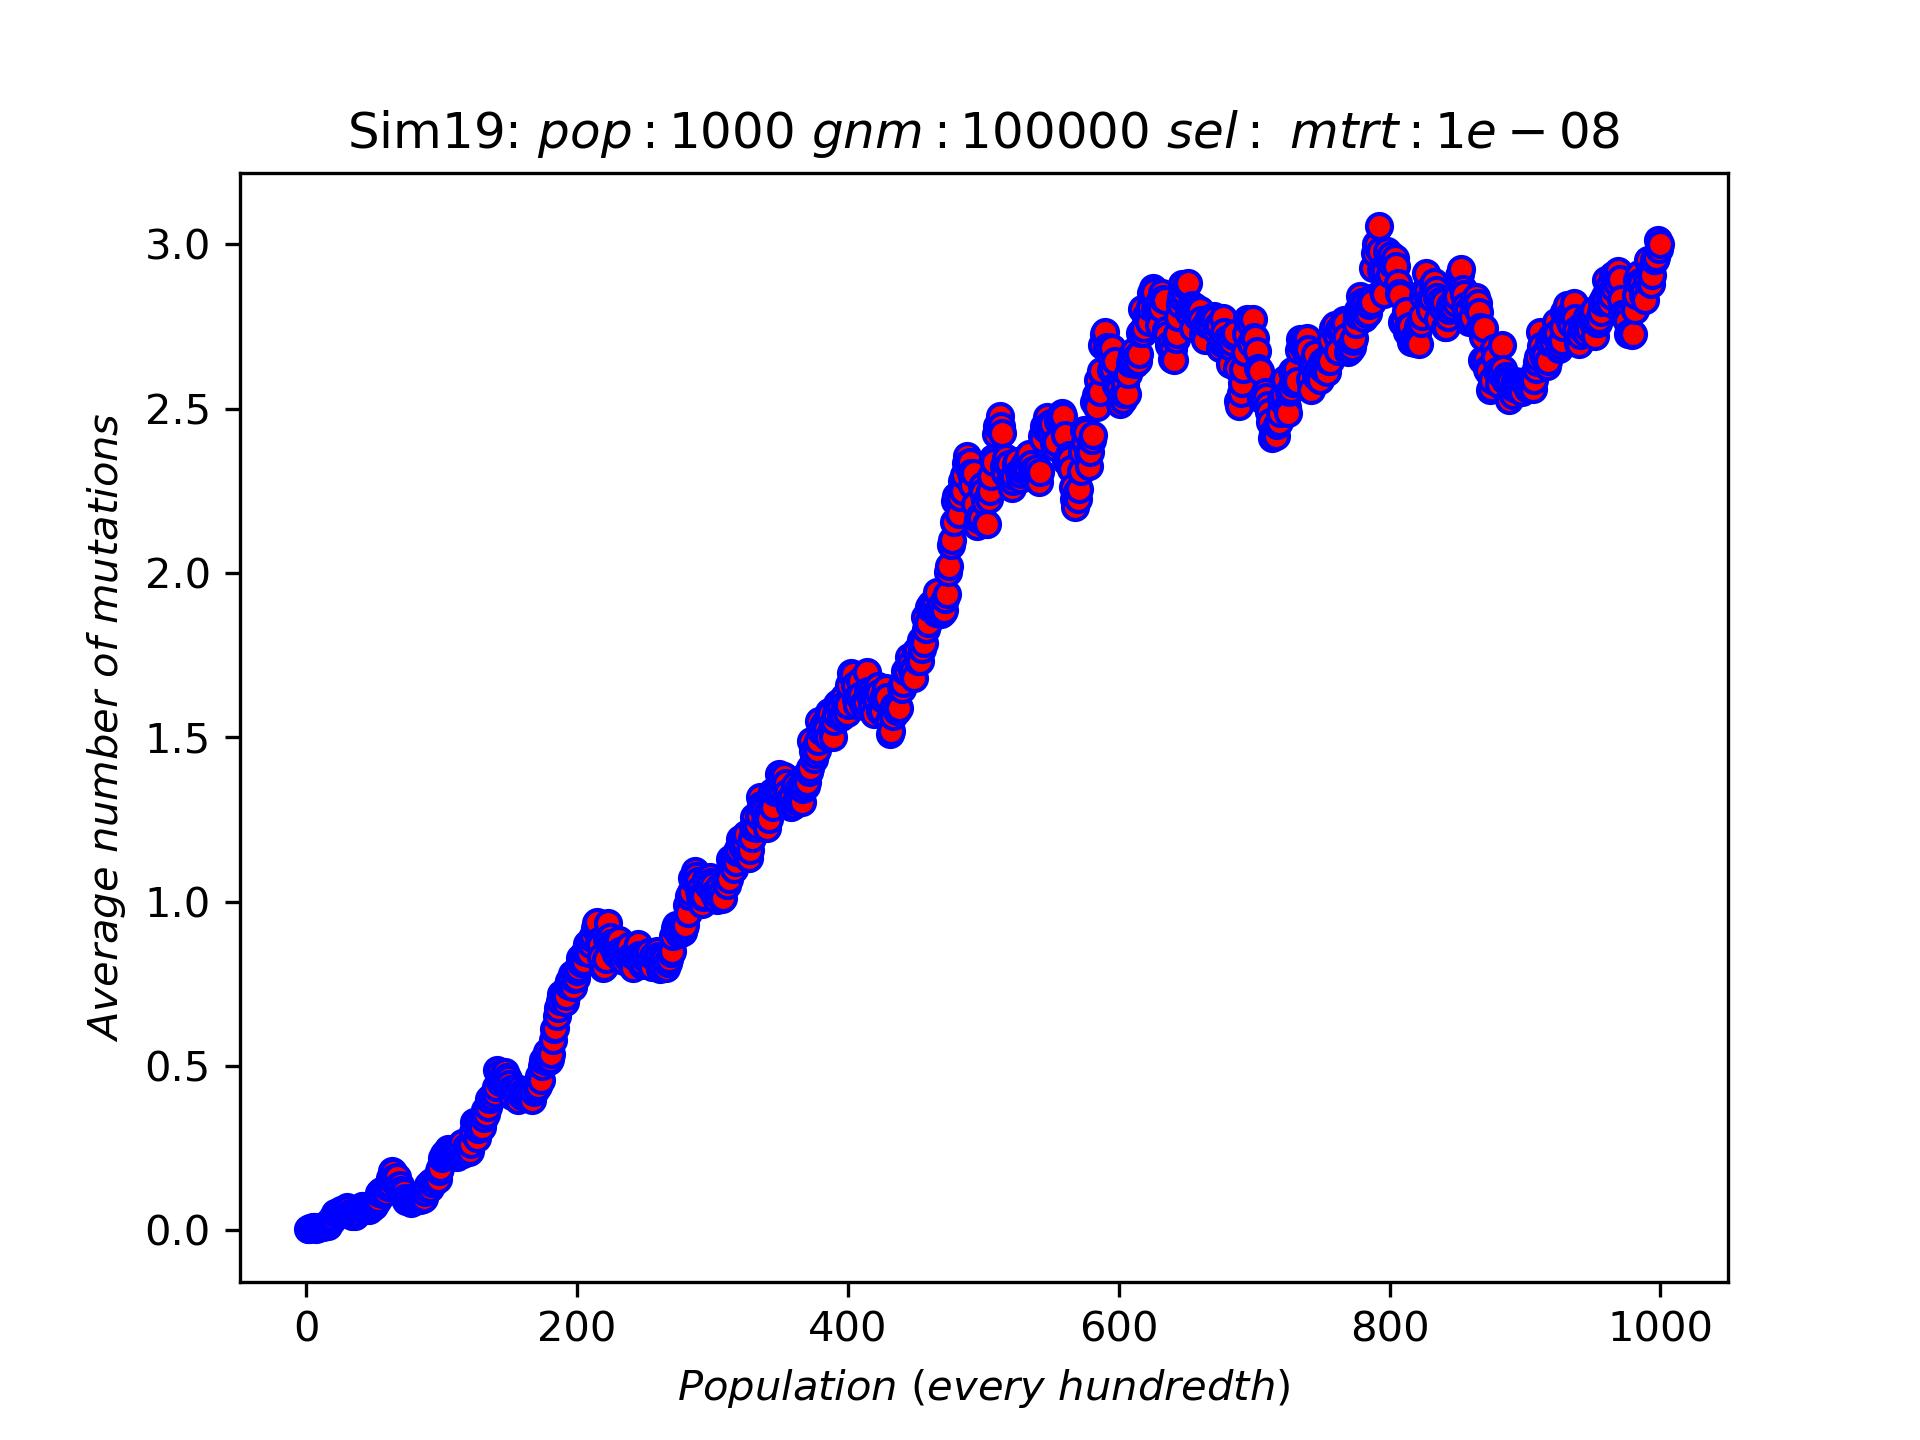 Sim19: pop : 1000 gnm : 100000 sel : mtrt : 1e − 08
Average number of mutations
3.0
2.5
2.0
1.5
1.0
0.5
0.0
0 200 400 600 800 1000
Population (every hundredth)